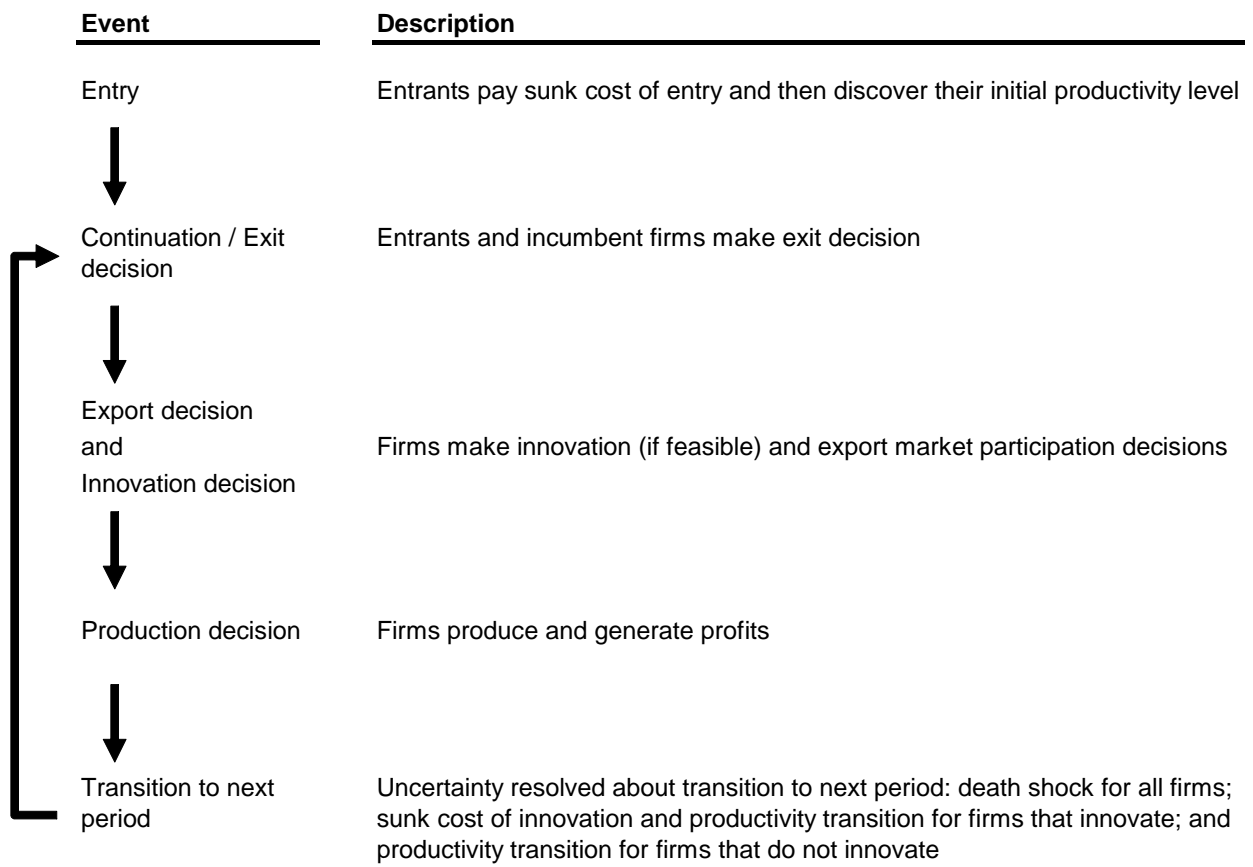 Event Description
Entry Entrants pay sunk cost of entry and then discover their initial productivity level
Continuation / Exit Entrants and incumbent firms make exit decision
decision
Export decision
and Firms make innovation (if feasible) and export market participation decisions
Innovation decision
Production decision Firms produce and generate profits
Transition to next Uncertainty resolved about transition to next period: death shock for all firms;
period sunk cost of innovation and productivity transition for firms that innovate; and
productivity transition for firms that do not innovate